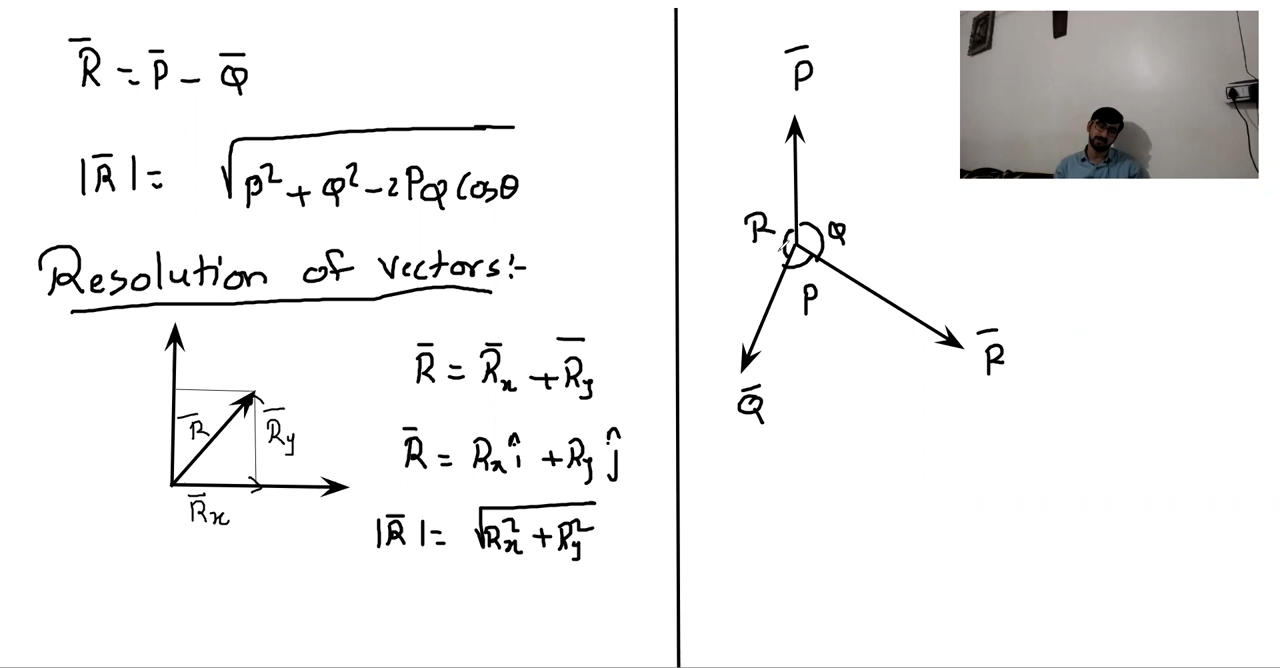 R̄ = P̄ - Q̄
|R̄| = √P² + Q² - 2PQ Cosθ
Resolution of vectors:-
R̄
R̄y
R̄x
R̄ = R̄x + R̄y
R̄ = Rx î + Ry ĵ
|R̄| = √Rx² + Ry²
P̄
R
Q
P
R̄
Q̄